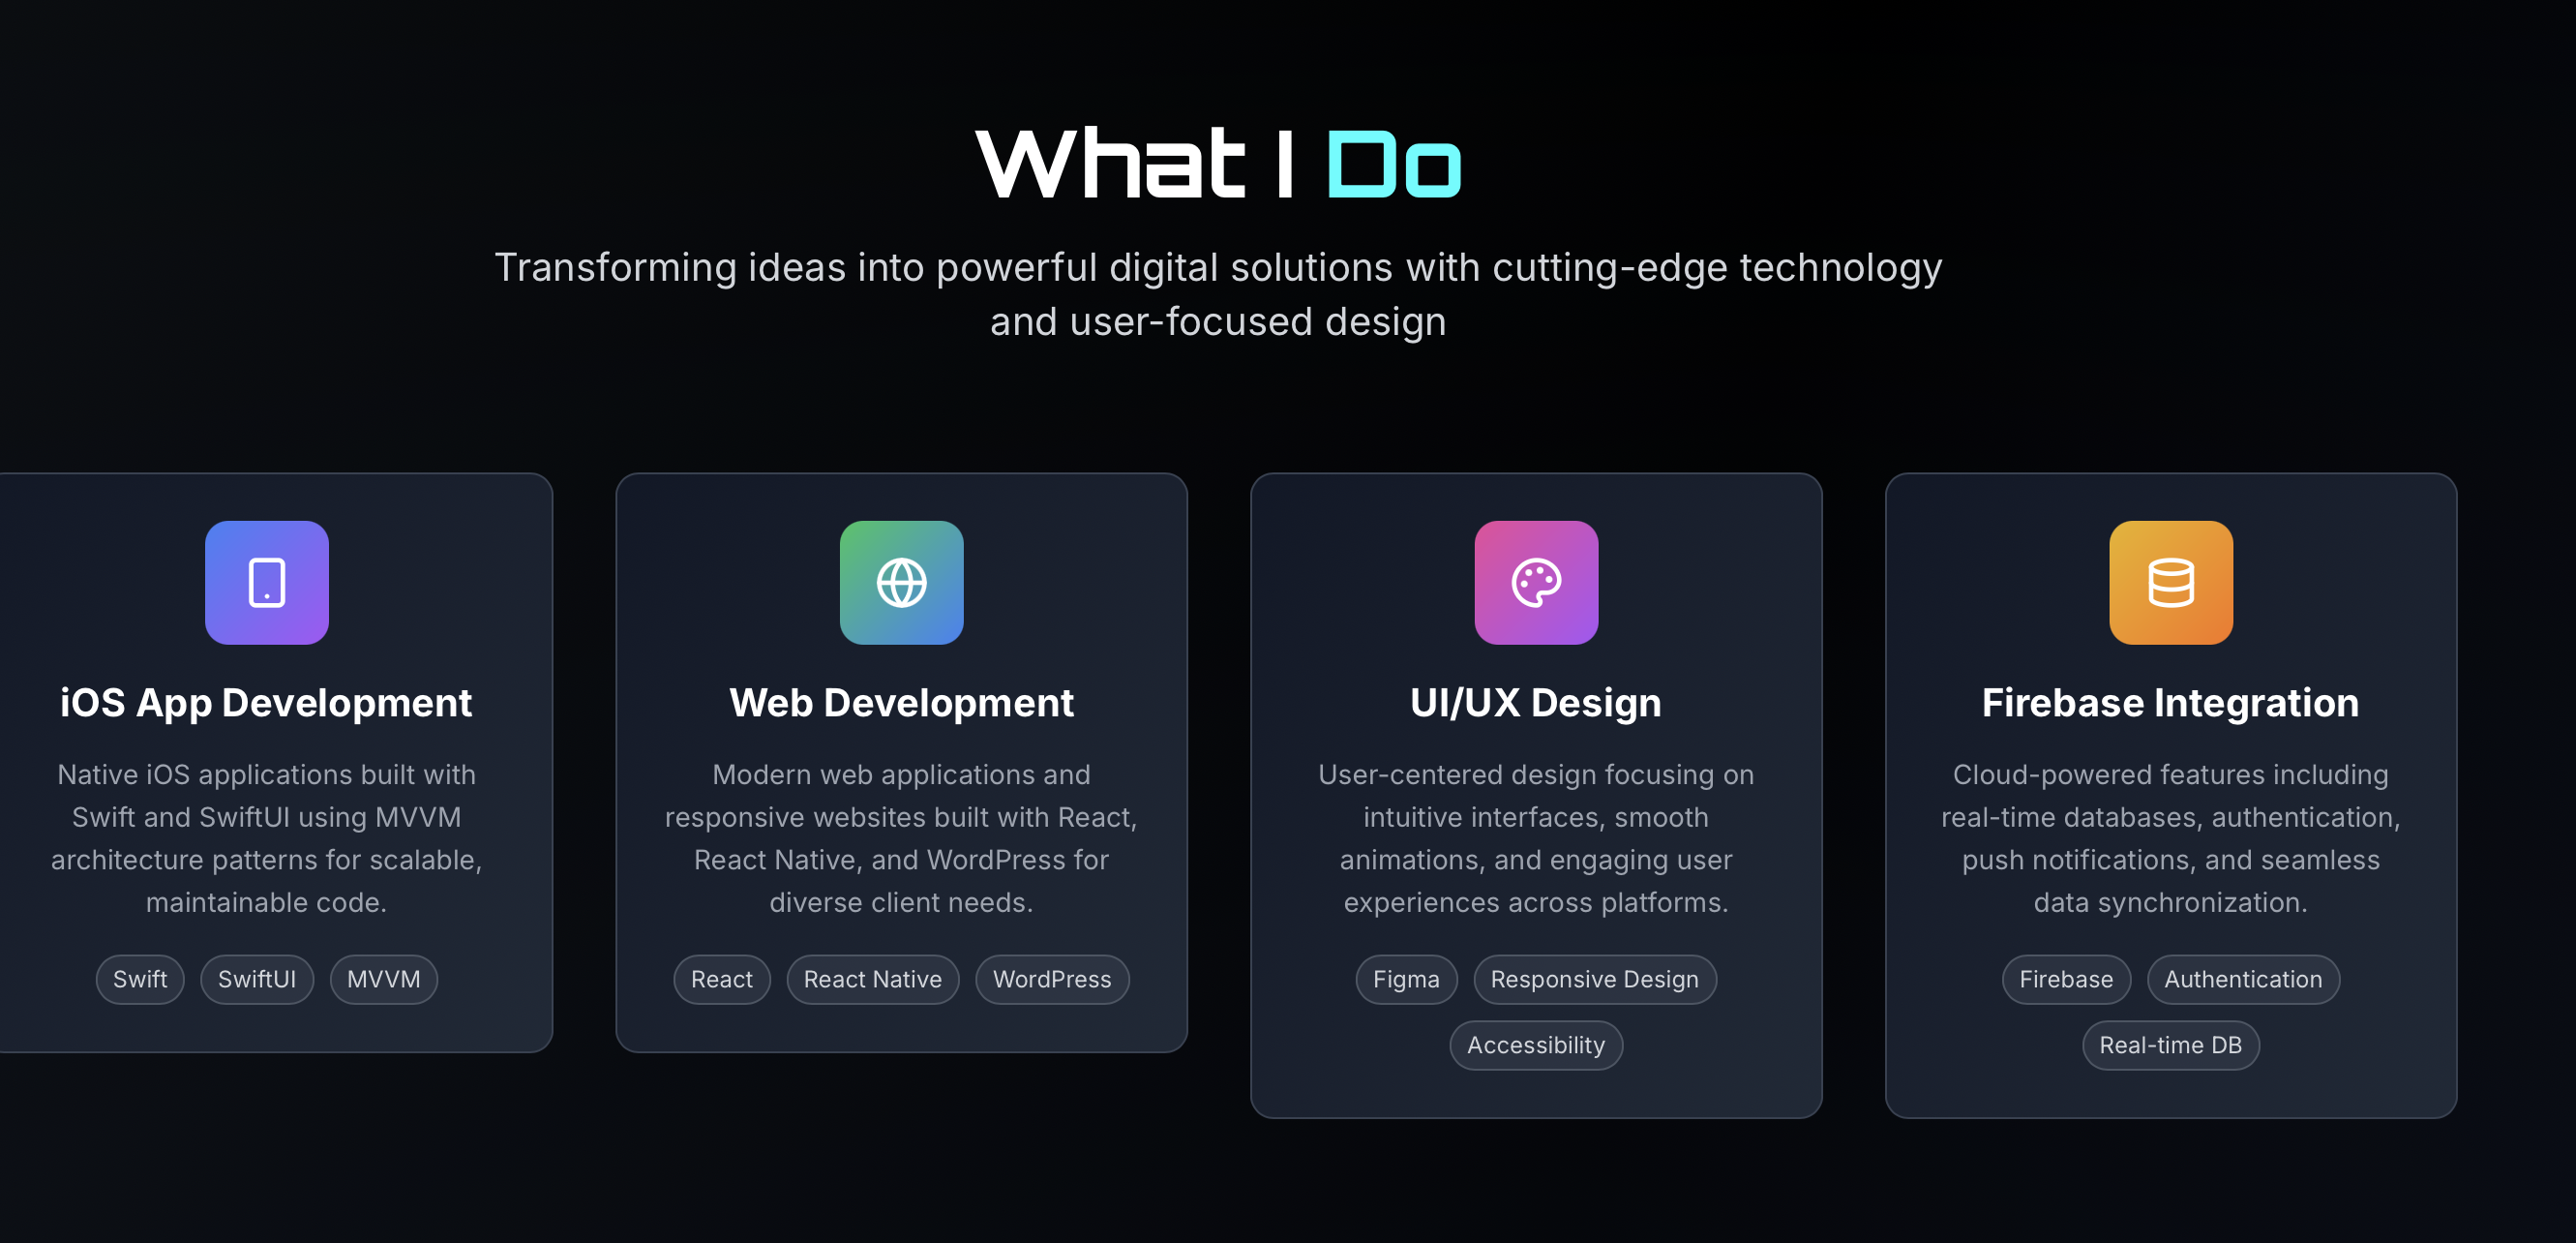 What I Do
Transforming ideas into powerful digital solutions with cutting-edge technology
and user-focused design
iOS App Development
Native iOS applications built with
Swift and SwiftUI using MVVM
architecture patterns for scalable,
maintainable code.
Swift
SwiftUI
MVVM
Web Development
Modern web applications and
responsive websites built with React,
React Native, and WordPress for
diverse client needs.
React
React Native
WordPress
UI/UX Design
User-centered design focusing on
intuitive interfaces, smooth
animations, and engaging user
experiences across platforms.
Figma
Responsive Design
Accessibility
Firebase Integration
Cloud-powered features including
real-time databases, authentication,
push notifications, and seamless
data synchronization.
Firebase
Authentication
Real-time DB